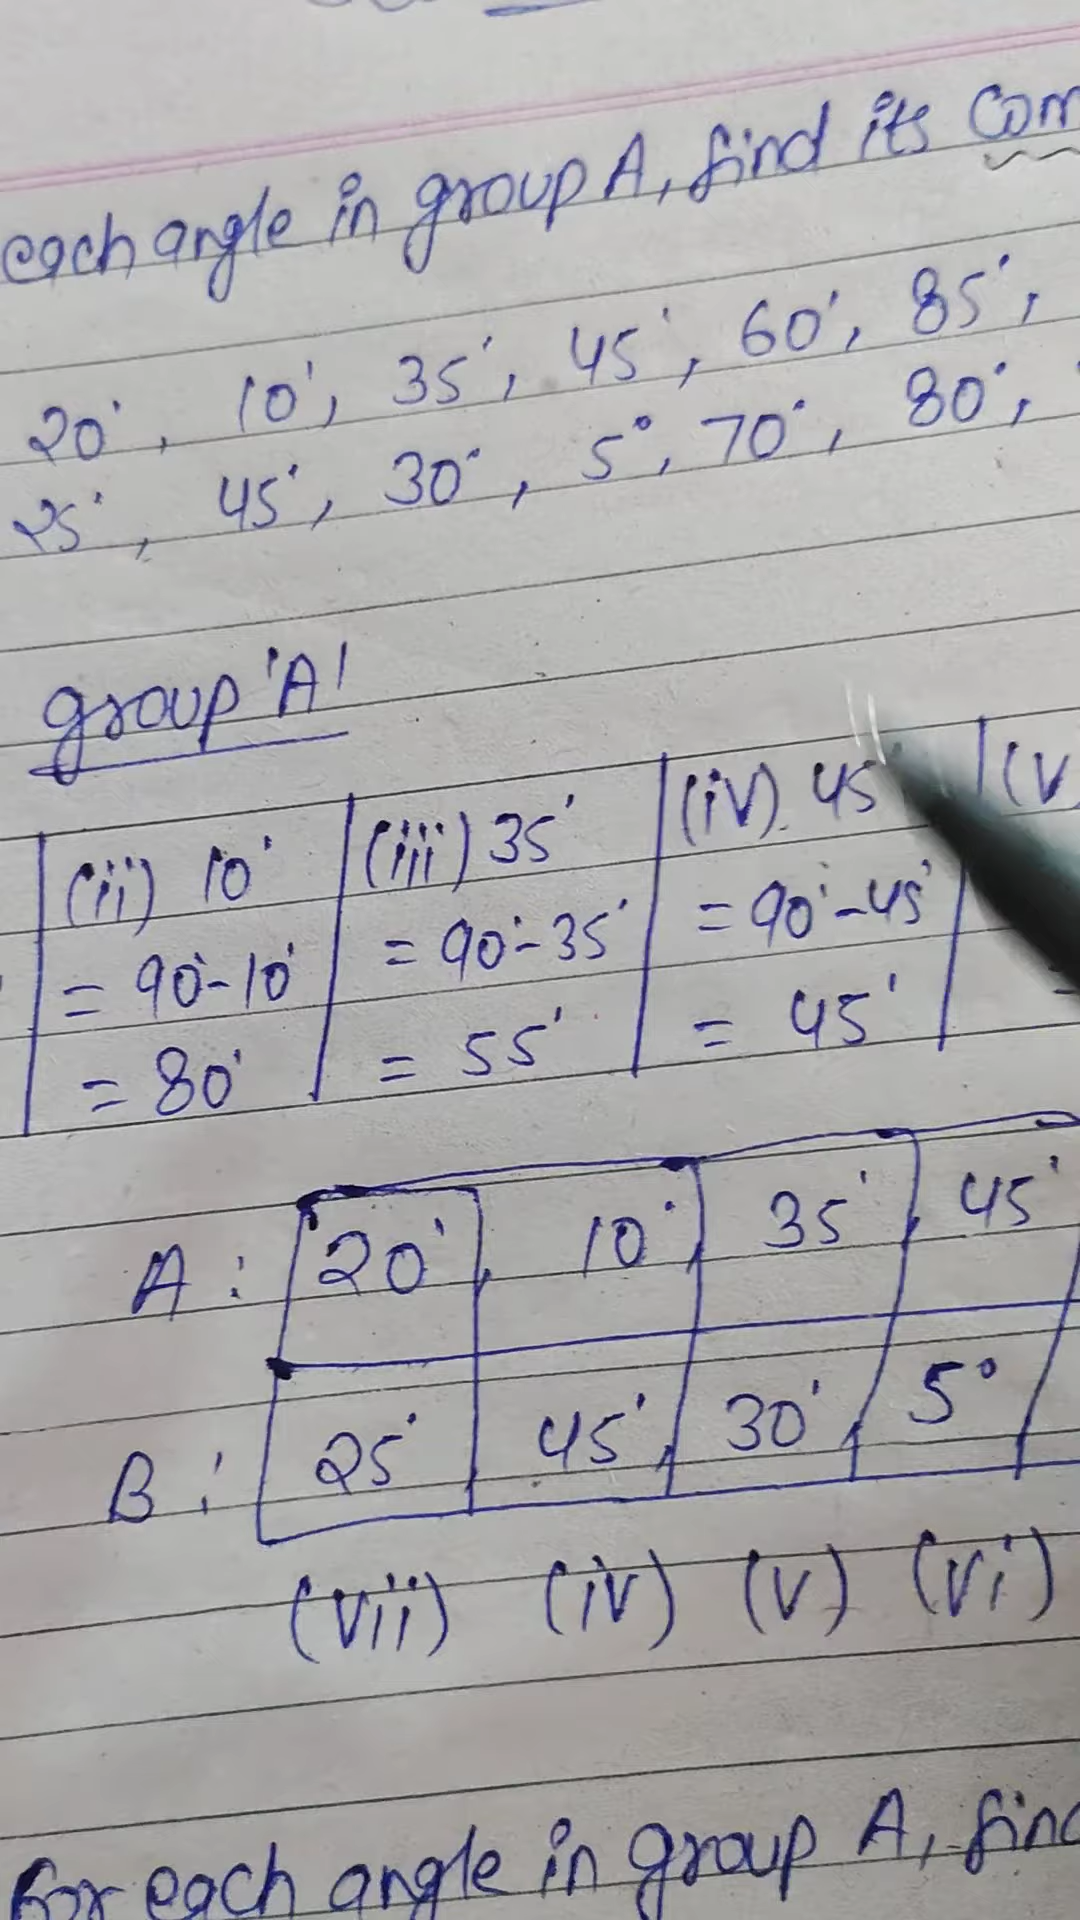 each angle in group A, find its com
20°, 10°, 35°, 45°, 60°, 85°,
25°, 45°, 30°, 5°, 70°, 80°,
group 'A'
(ii) 10° (iii) 35° (iv) 45 (v
= 90°-10° = 90°-35° = 90°-45°
= 80° = 55° = 45°
A : 20°, 10°, 35°, 45°
B : 25° 45°, 30°, 5°
(vii) (iv) (v) (vi)
For each angle in group A, find